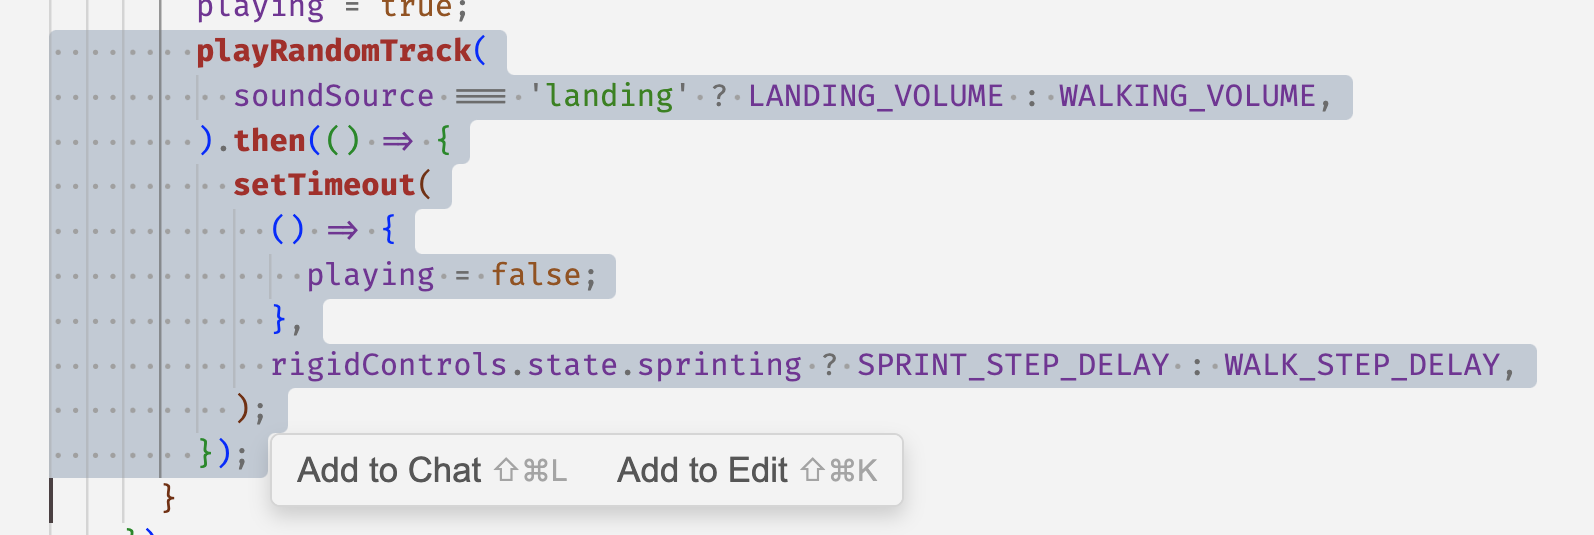 playing = true;
playRandomTrack(
soundSource === 'landing' ? LANDING_VOLUME : WALKING_VOLUME,
).then(() => {
setTimeout(
() => {
playing = false;
},
rigidControls.state.sprinting ? SPRINT_STEP_DELAY : WALK_STEP_DELAY,
);
});
Add to Chat ⇧⌘L Add to Edit ⇧⌘K
}
})